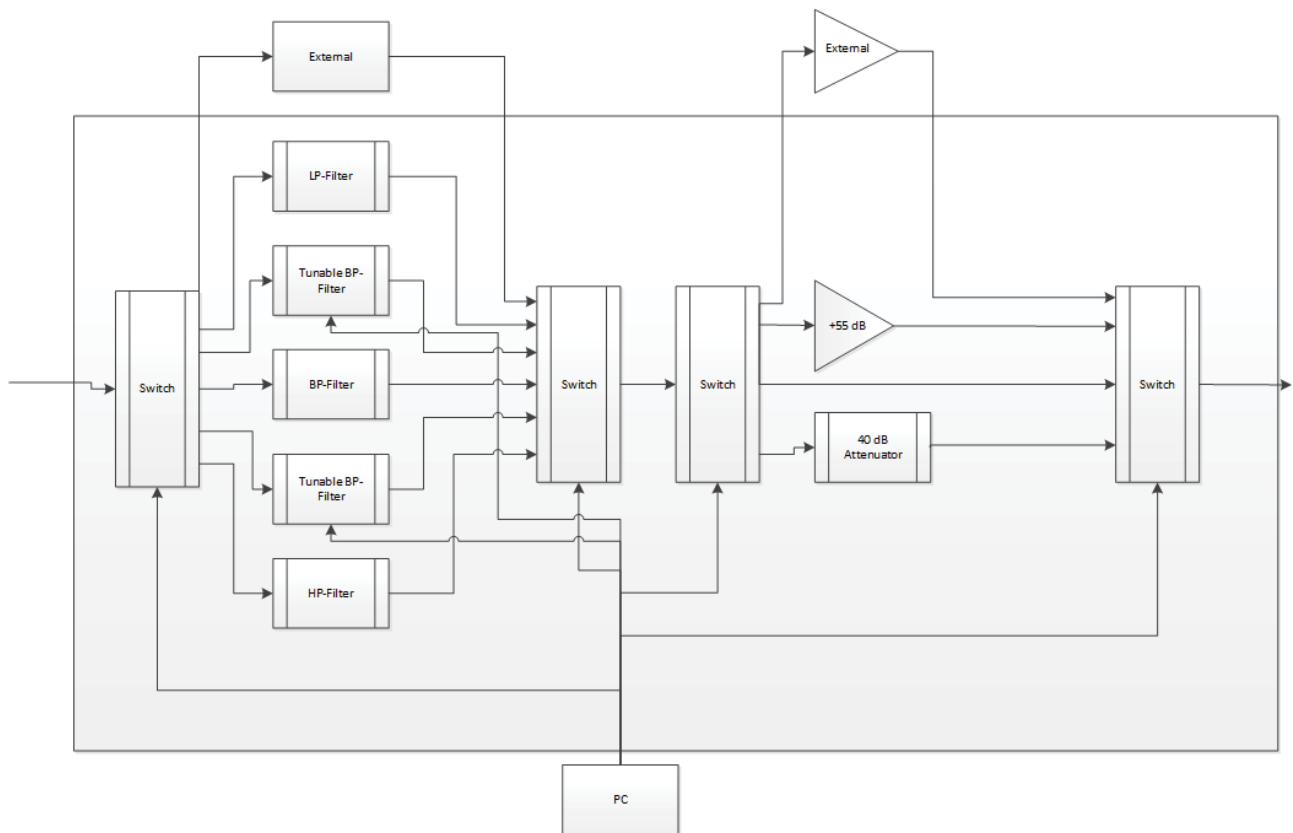 External
External
LP-Filter
Tunable BP-
Filter
+55 dB
Switch
BP-Filter
Switch
Switch
Switch
40 dB
Attenuator
Tunable BP-
Filter
HP-Filter
PC